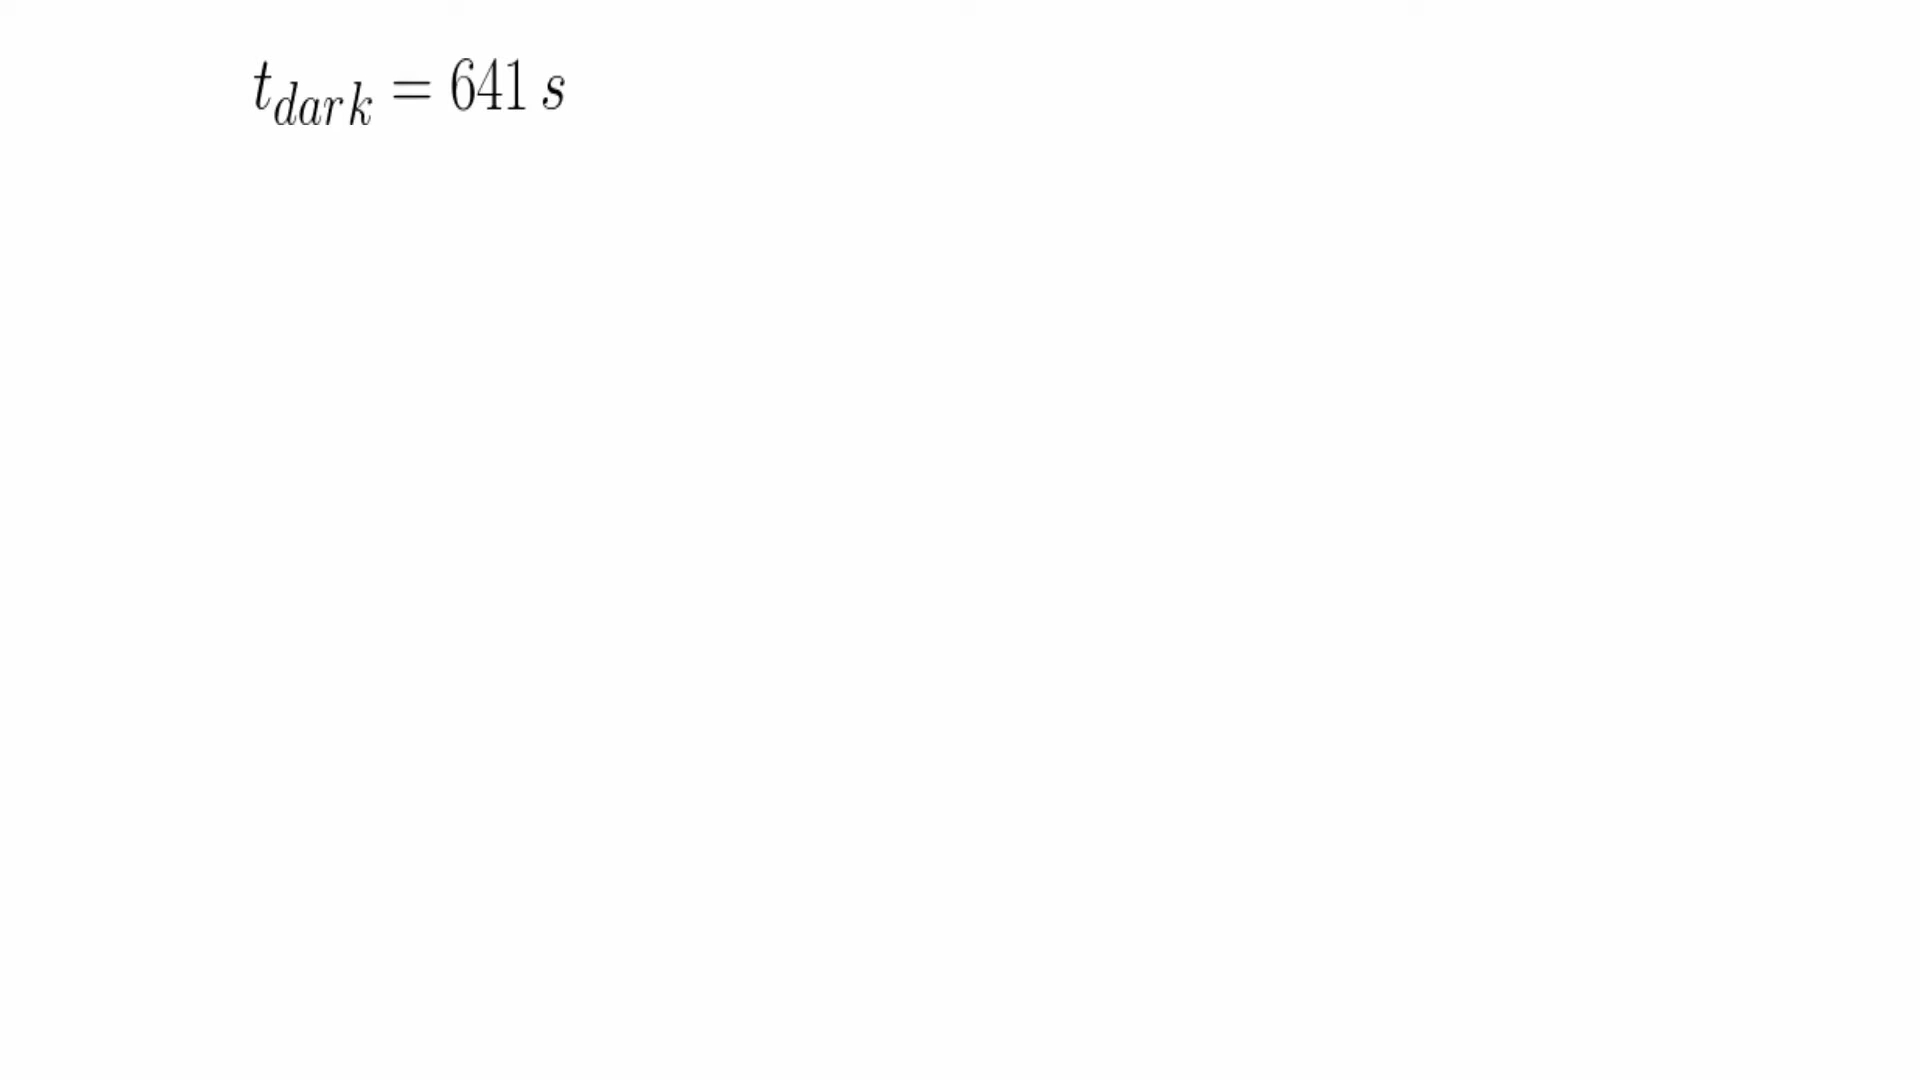 t_{dark} = 641 s